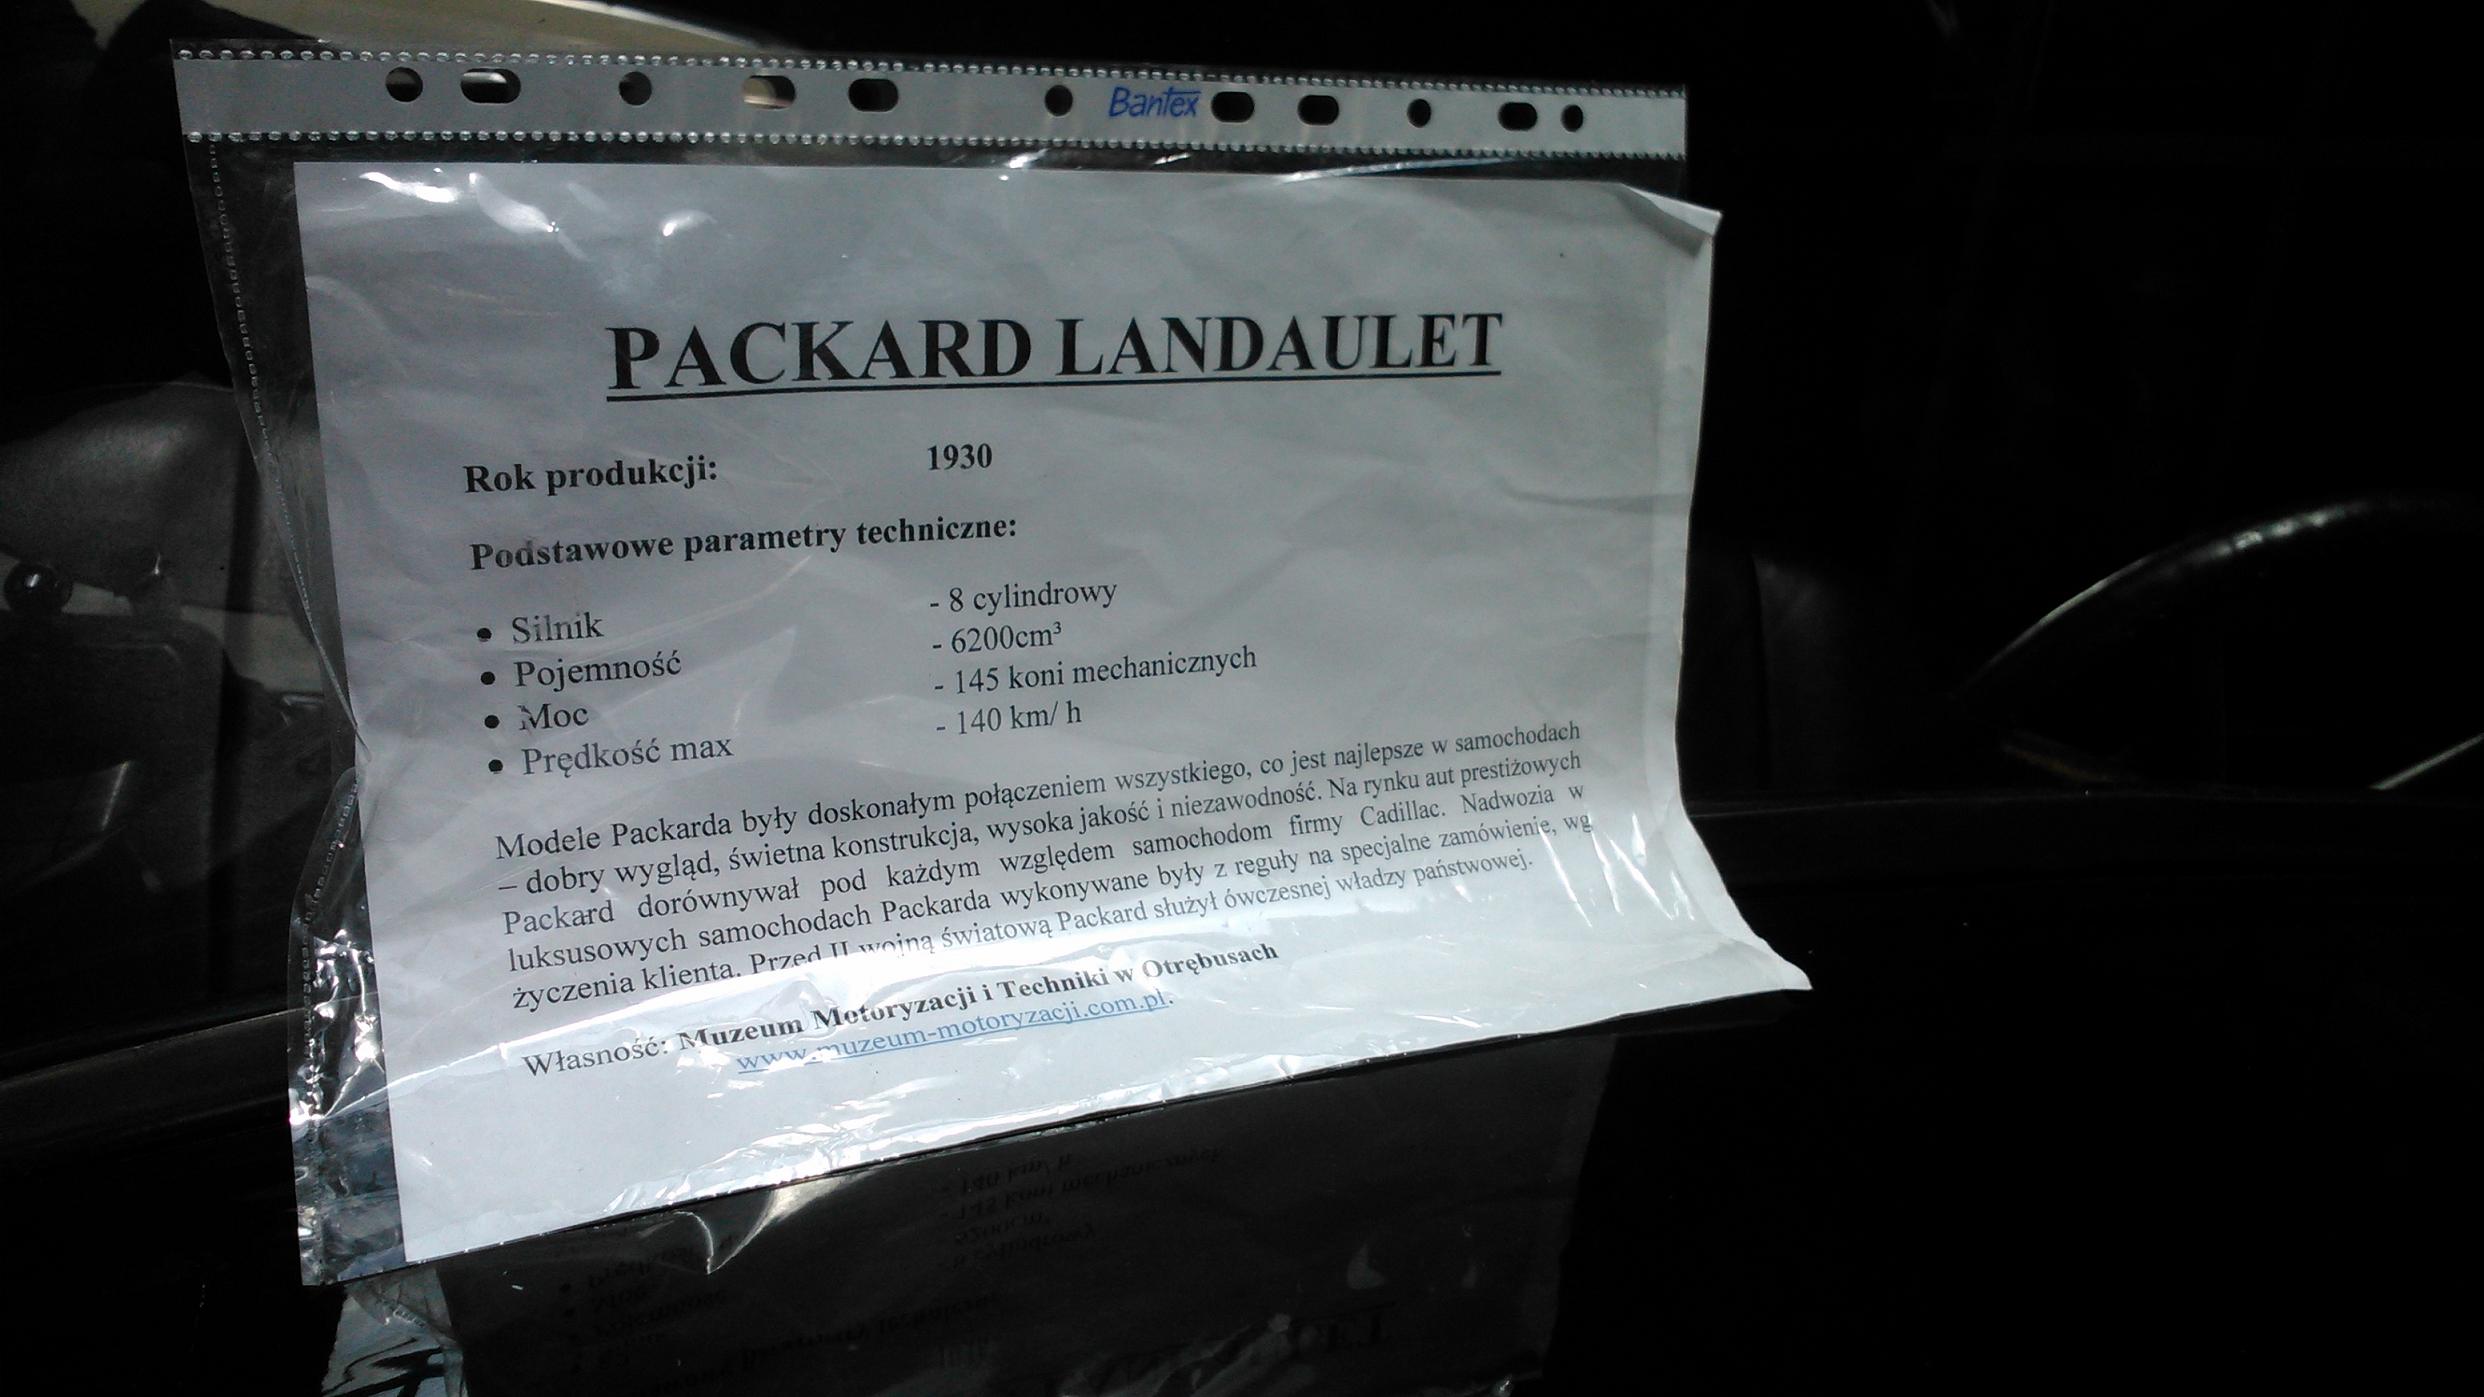 Bantex
PACKARD LANDAULET
Rok produkcji: 1930
Podstawowe parametry techniczne:
• Silnik - 8 cylindrowy
• Pojemność - 6200cm³
• Moc - 145 koni mechanicznych
• Prędkość max - 140 km/ h
Modele Packarda były doskonałym połączeniem wszystkiego, co jest najlepsze w samochodach
– dobry wygląd, świetna konstrukcja, wysoka jakość i niezawodność. Na rynku aut prestiżowych
Packard dorównywał pod każdym względem samochodom firmy Cadillac. Nadwozia w
luksusowych samochodach Packarda wykonywane były z reguły na specjalne zamówienie, wg
życzenia klienta. Przed II wojną światową Packard służył ówczesnej władzy państwowej.
Własność: Muzeum Motoryzacji i Techniki w Otrębusach
www.muzeum-motoryzacji.com.pl.